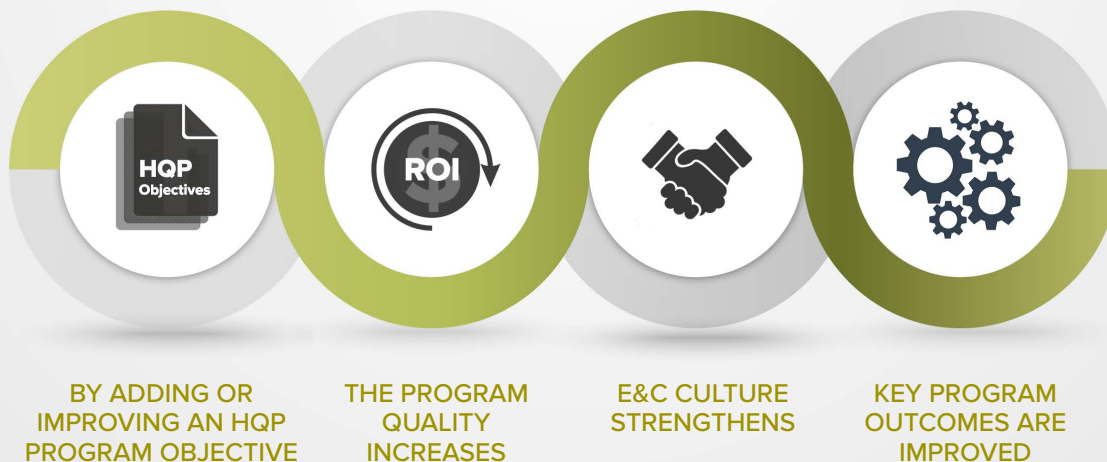 HQP
Objectives
ROI
BY ADDING OR
IMPROVING AN HQP
PROGRAM OBJECTIVE
THE PROGRAM
QUALITY
INCREASES
E&C CULTURE
STRENGTHENS
KEY PROGRAM
OUTCOMES ARE
IMPROVED